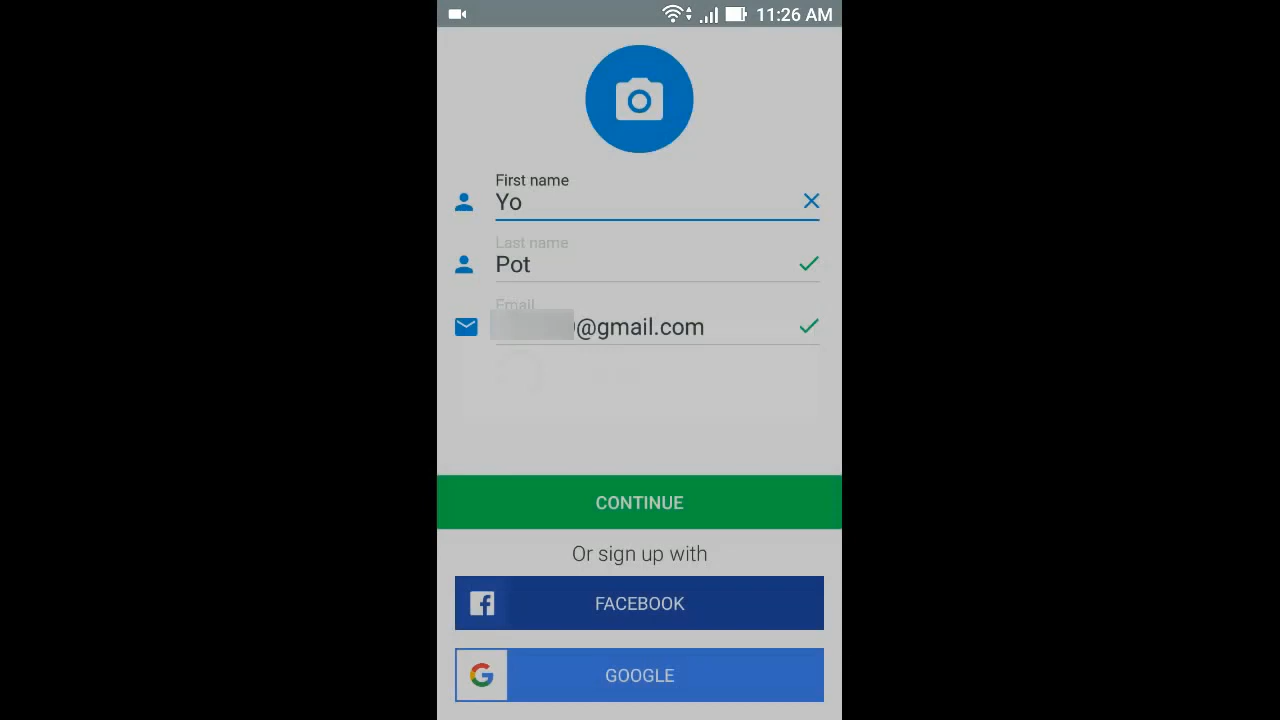 11:26 AM
First name
Yo
Last name
Pot
Email
@gmail.com
CONTINUE
Or sign up with
FACEBOOK
GOOGLE